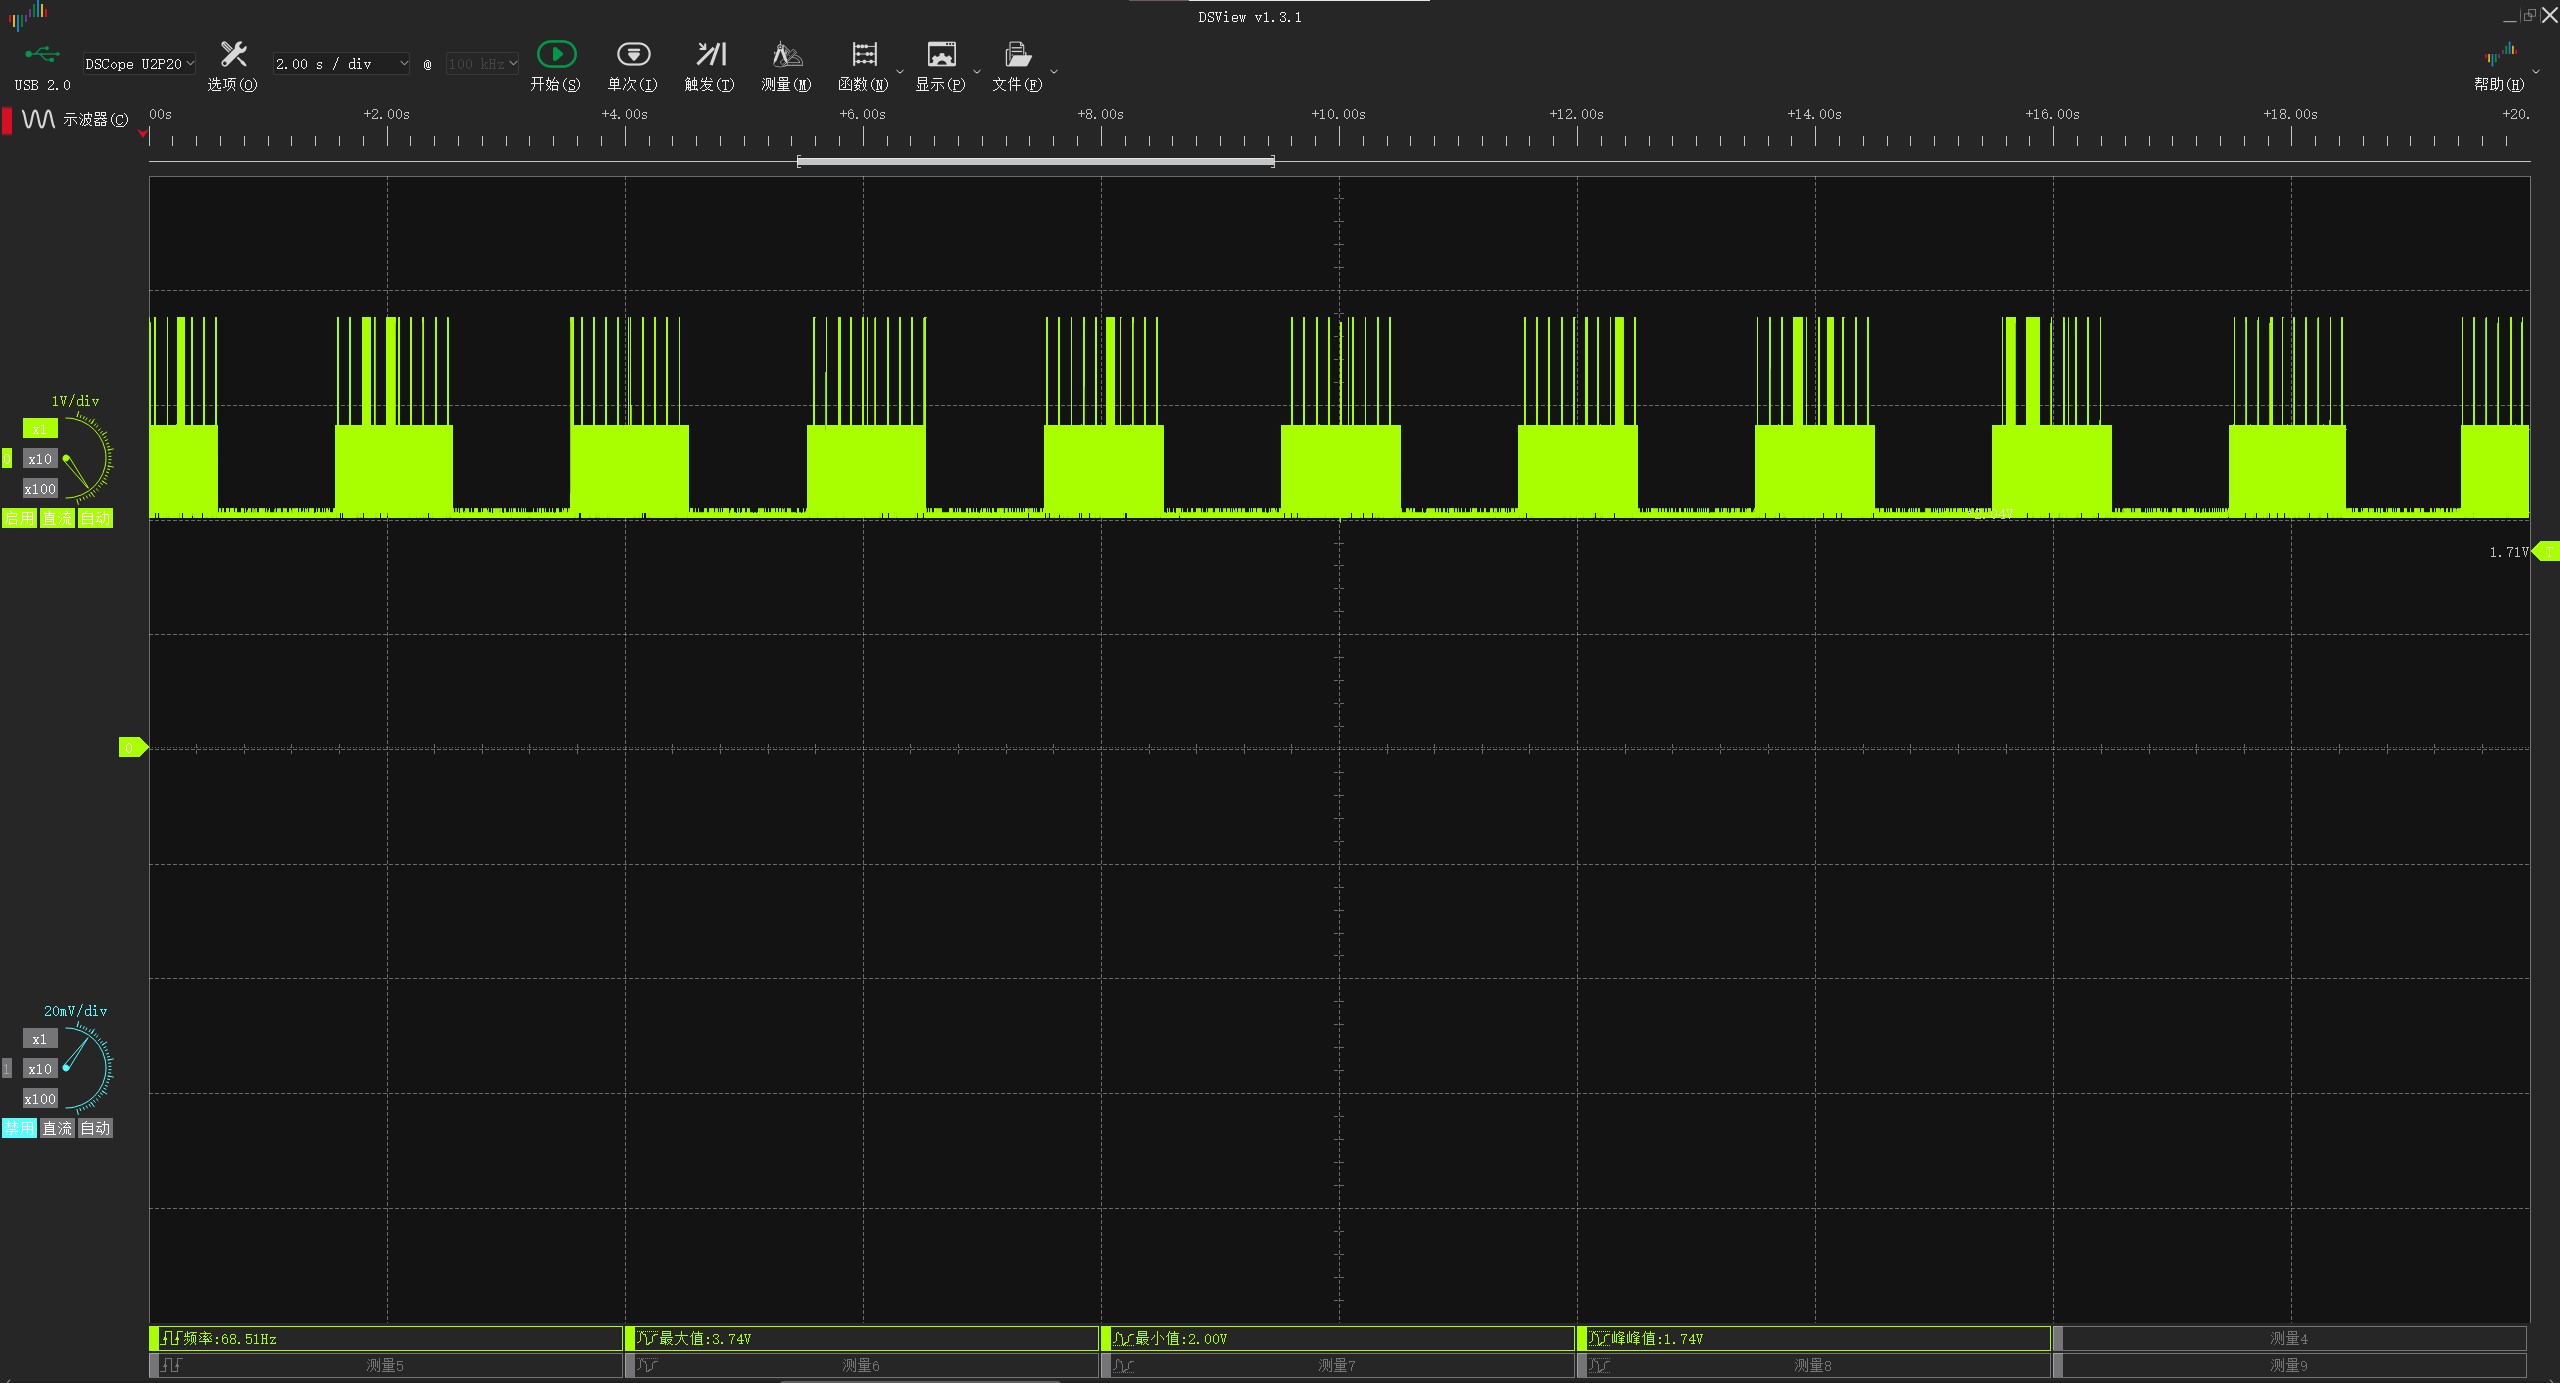 DSView v1.3.1
USB 2.0
DSCope U2P20
选项(O)
2.00 s / div
@
100 kHz
开始(S)
单次(I)
触发(T)
测量(M)
函数(N)
显示(P)
文件(F)
帮助(H)
示波器(C)
00s +2.00s +4.00s +6.00s +8.00s +10.00s +12.00s +14.00s +16.00s +18.00s +20.
1V/div
x1
0 x10
x100
启用 直流 自动
1.71V T
0
20mV/div
x1
1 x10
x100
禁用 直流 自动
频率:68.51Hz 最大值:3.74V 最小值:2.00V 峰峰值:1.74V 测量4
测量5 测量6 测量7 测量8 测量9